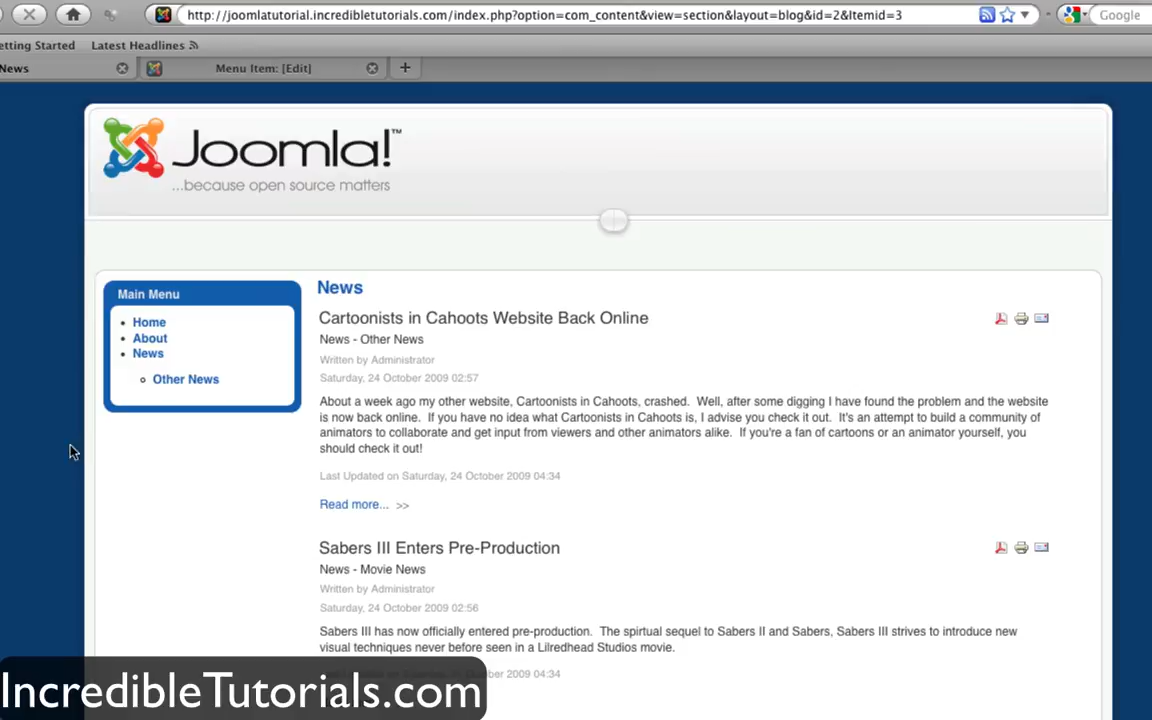 http://joomlatutorial.incredibletutorials.com/index.php?option=com_content&view=section&layout=blog&id=2&Itemid=3
Google
etting Started Latest Headlines
News Menu Item: [Edit] +
Joomla!™
...because open source matters
Main Menu
Home
About
News
Other News
News
Cartoonists in Cahoots Website Back Online
News - Other News
Written by Administrator
Saturday, 24 October 2009 02:57
About a week ago my other website, Cartoonists in Cahoots, crashed. Well, after some digging I have found the problem and the website
is now back online. If you have no idea what Cartoonists in Cahoots is, I advise you check it out. It's an attempt to build a community of
animators to collaborate and get input from viewers and other animators alike. If you're a fan of cartoons or an animator yourself, you
should check it out!
Last Updated on Saturday, 24 October 2009 04:34
Read more... >>
Sabers III Enters Pre-Production
News - Movie News
Written by Administrator
Saturday, 24 October 2009 02:56
Sabers III has now officially entered pre-production. The spirtual sequel to Sabers II and Sabers, Sabers III strives to introduce new
visual techniques never before seen in a Lilredhead Studios movie.
October 2009 04:34
IncredibleTutorials.com